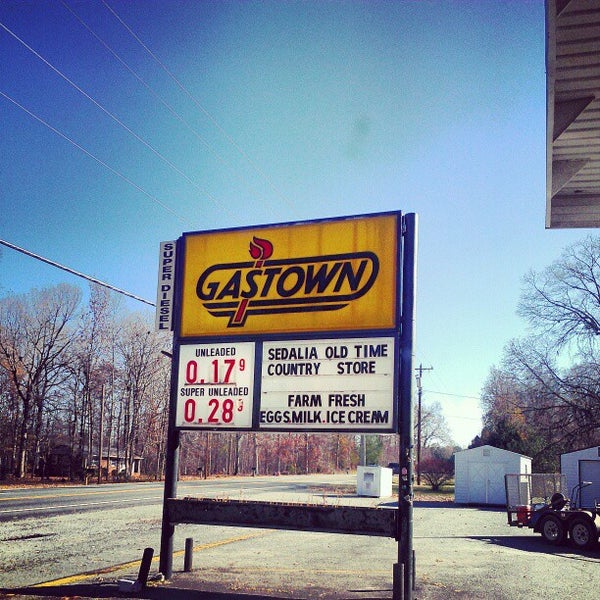 SUPER DIESEL
GASTOWN
UNLEADED
0.17 9
SUPER UNLEADED
0.28 3
SEDALIA OLD TIME
COUNTRY STORE
FARM FRESH
EGGS.MILK.ICE CREAM